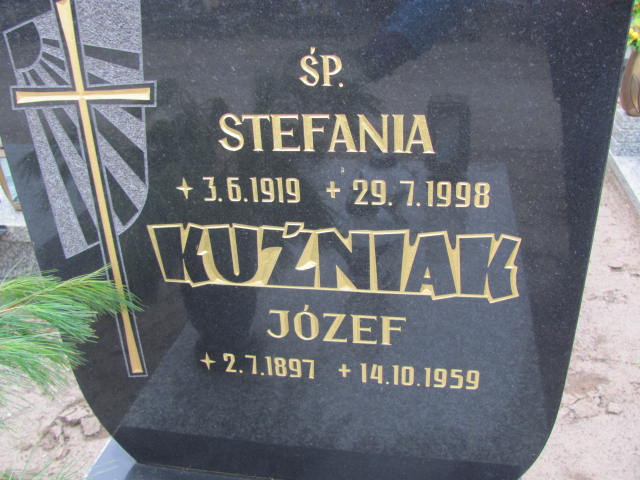 ŚP.
STEFANIA
✦ 3.6.1919 + 29.7.1998
KUŹNIAK
JÓZEF
✦ 2.7.1897 + 14.10.1959